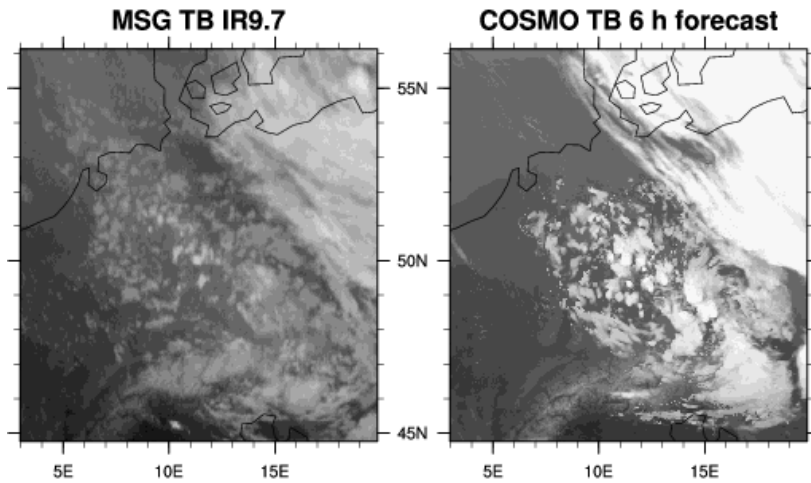 MSG TB IR9.7 COSMO TB 6 h forecast
55N
50N
45N
5E 10E 15E 5E 10E 15E